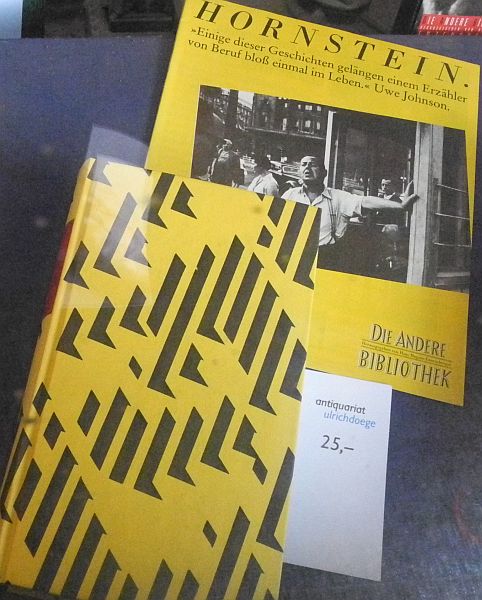 HORNSTEIN.
»Einige dieser Geschichten gelängen einem Erzähler
von Beruf bloß einmal im Leben.« Uwe Johnson.
DIE ANDERE
BIBLIOTHEK
antiquariat
ulrichdoege
25,–